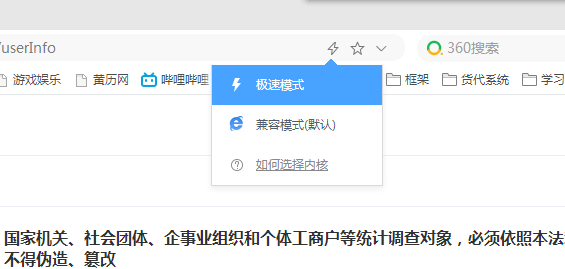 /userInfo
360搜索
游戏娱乐 黄历网 哔哩哔哩 框架 货代系统 学习
极速模式
兼容模式(默认)
如何选择内核
国家机关、社会团体、企事业组织和个体工商户等统计调查对象，必须依照本法
不得伪造、篡改